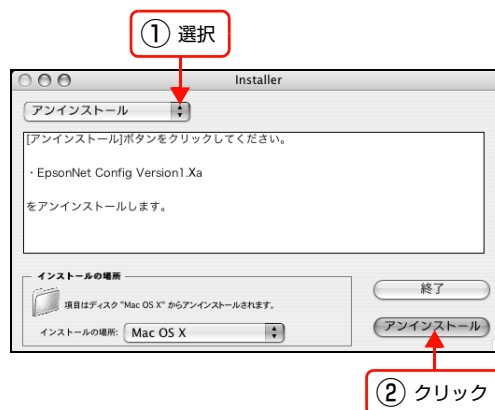 ① 選択
Installer
アンインストール
[アンインストール]ボタンをクリックしてください。
・EpsonNet Config Version1.Xa
をアンインストールします。
インストールの場所
項目はディスク "Mac OS X" からアンインストールされます。
インストールの場所: Mac OS X
終了
アンインストール
② クリック